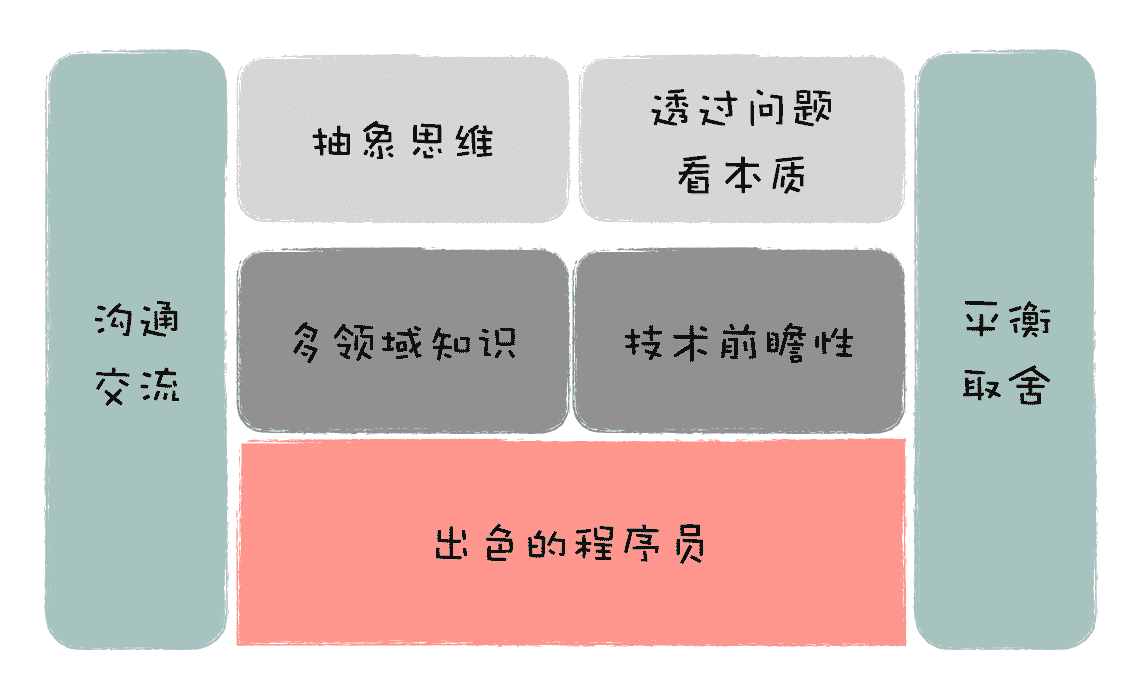 抽象思维
透过问题
看本质
沟通
交流
多领域知识
技术前瞻性
平衡
取舍
出色的程序员